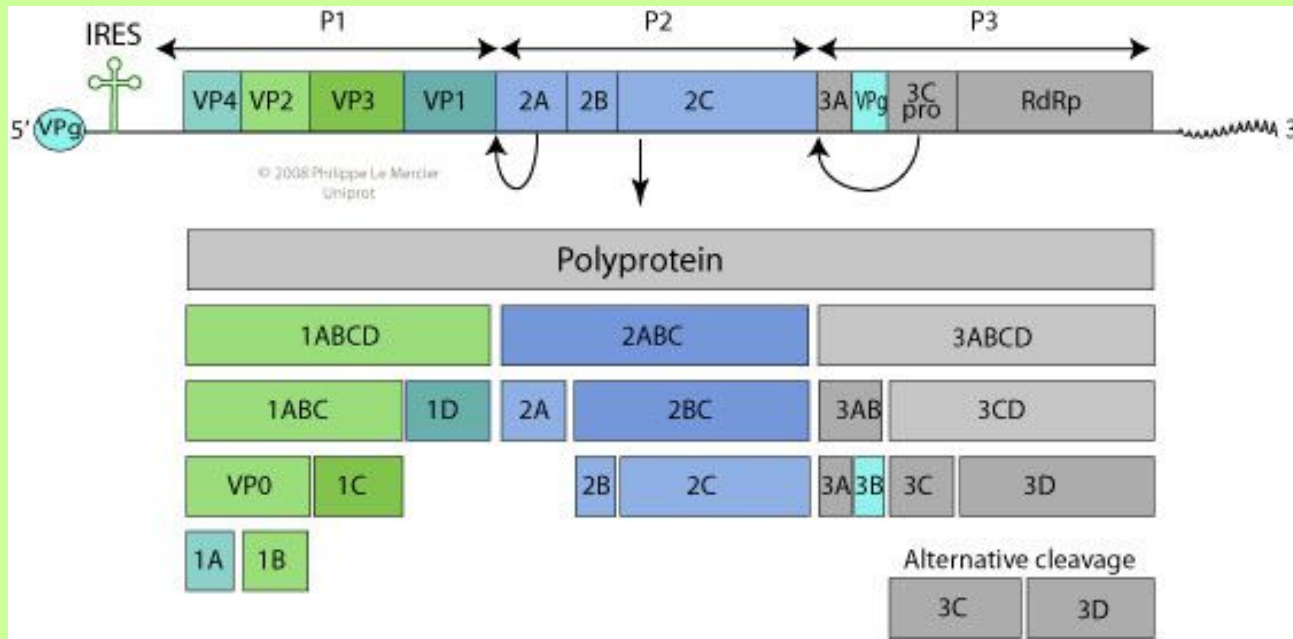 P1 P2 P3
IRES
VP4 VP2 VP3 VP1 2A 2B 2C 3A VPg 3C pro RdRp
5' VPg 3
© 2008 Philippe Le Mercier
Uniprot
Polyprotein
1ABCD 2ABC 3ABCD
1ABC 1D 2A 2BC 3AB 3CD
VP0 1C 2B 2C 3A 3B 3C 3D
1A 1B
Alternative cleavage
3C 3D